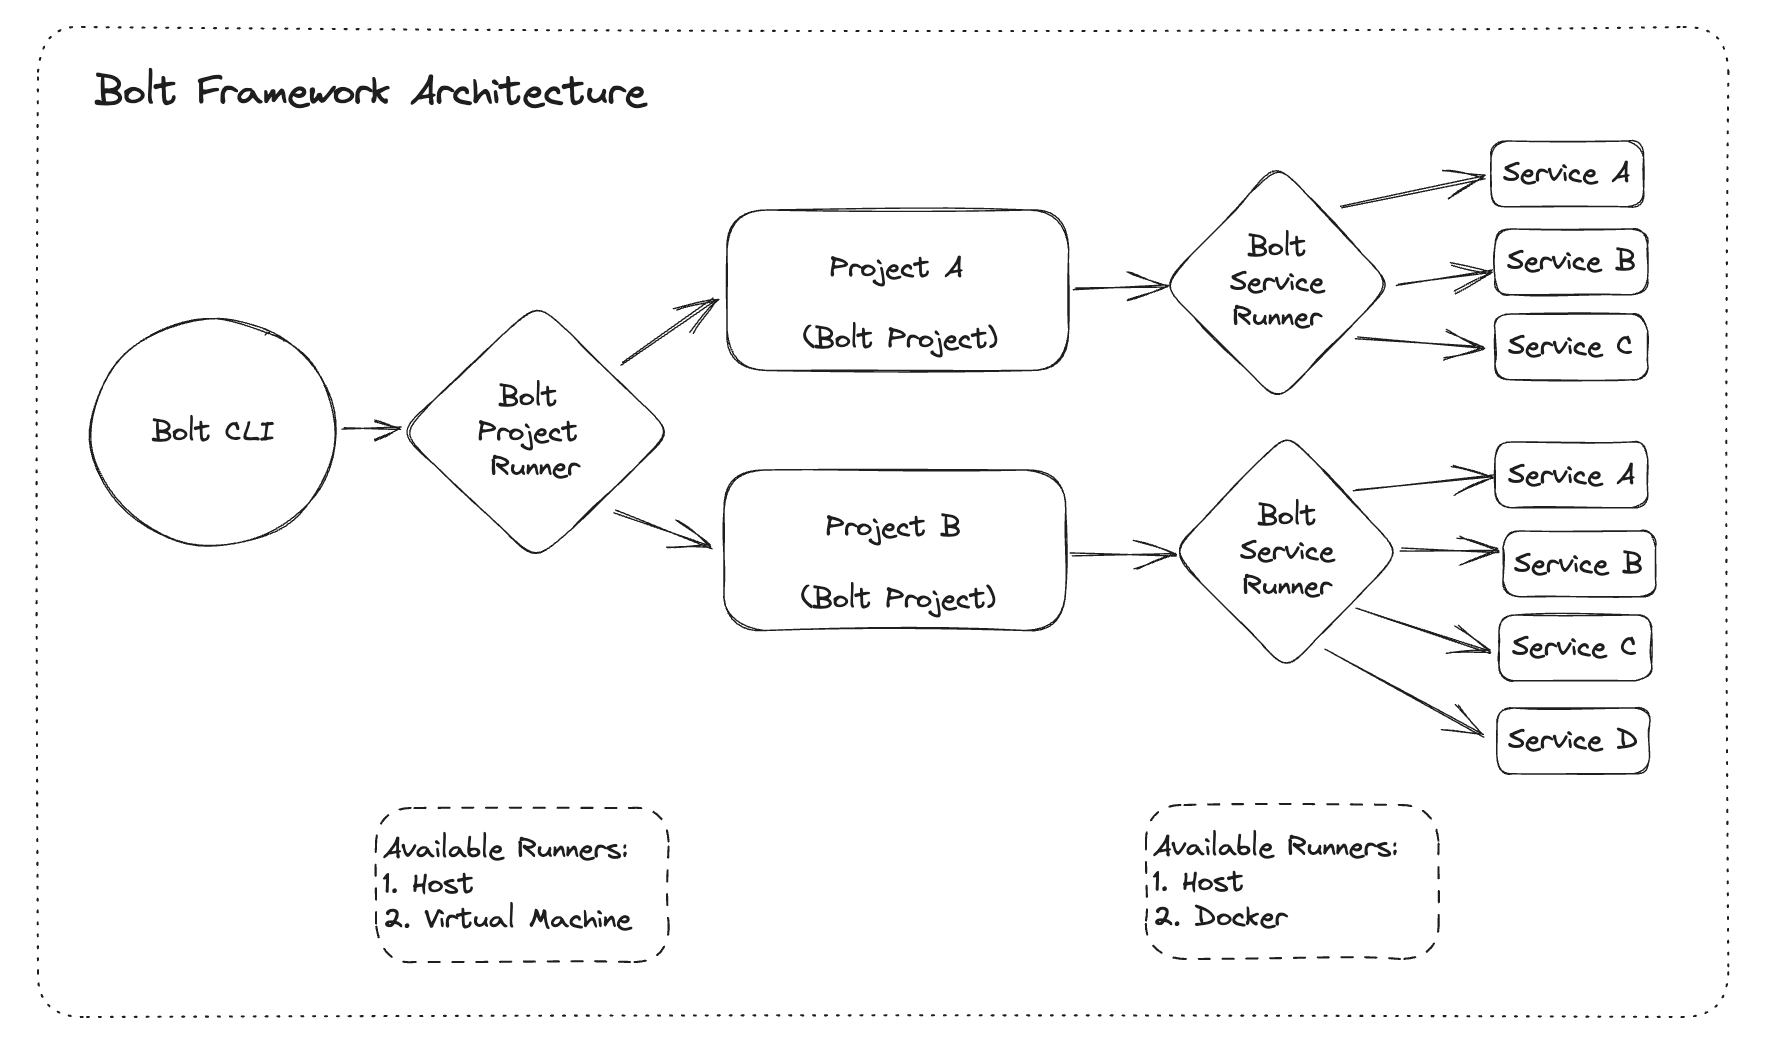 Bolt Framework Architecture
Bolt CLI
Bolt
Project
Runner
Project A
(Bolt Project)
Bolt
Service
Runner
Service A
Service B
Service C
Project B
(Bolt Project)
Bolt
Service
Runner
Service A
Service B
Service C
Service D
Available Runners:
1. Host
2. Virtual Machine
Available Runners:
1. Host
2. Docker